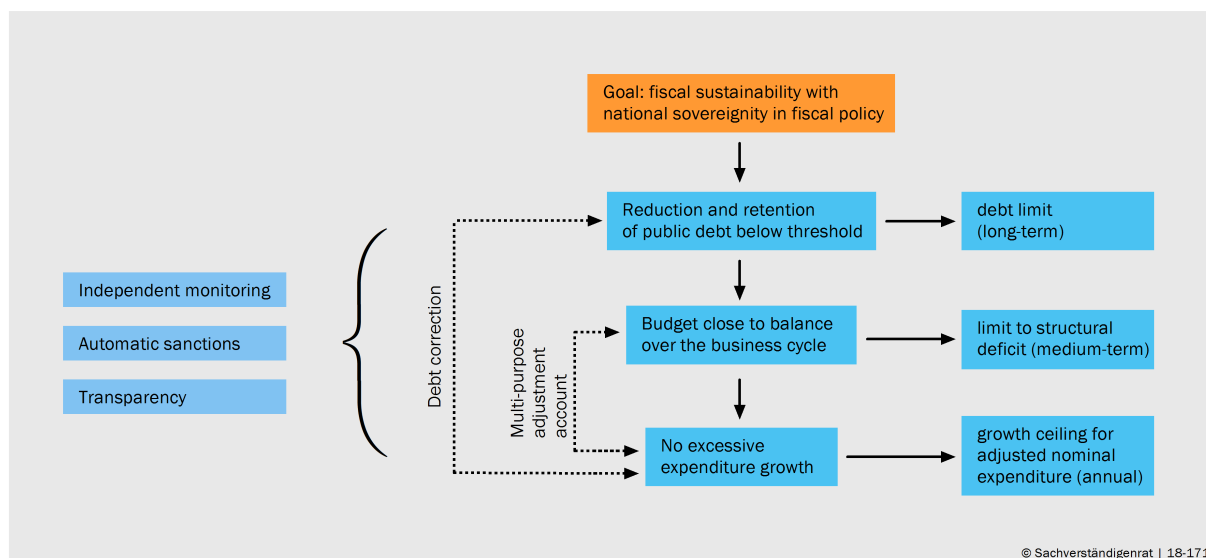 Goal: fiscal sustainability with
national sovereignity in fiscal policy
Reduction and retention
of public debt below threshold
debt limit
(long-term)
Independent monitoring
Automatic sanctions
Transparency
Debt correction
Multi-purpose
adjustment
account
Budget close to balance
over the business cycle
limit to structural
deficit (medium-term)
No excessive
expenditure growth
growth ceiling for
adjusted nominal
expenditure (annual)
© Sachverständigenrat | 18-171